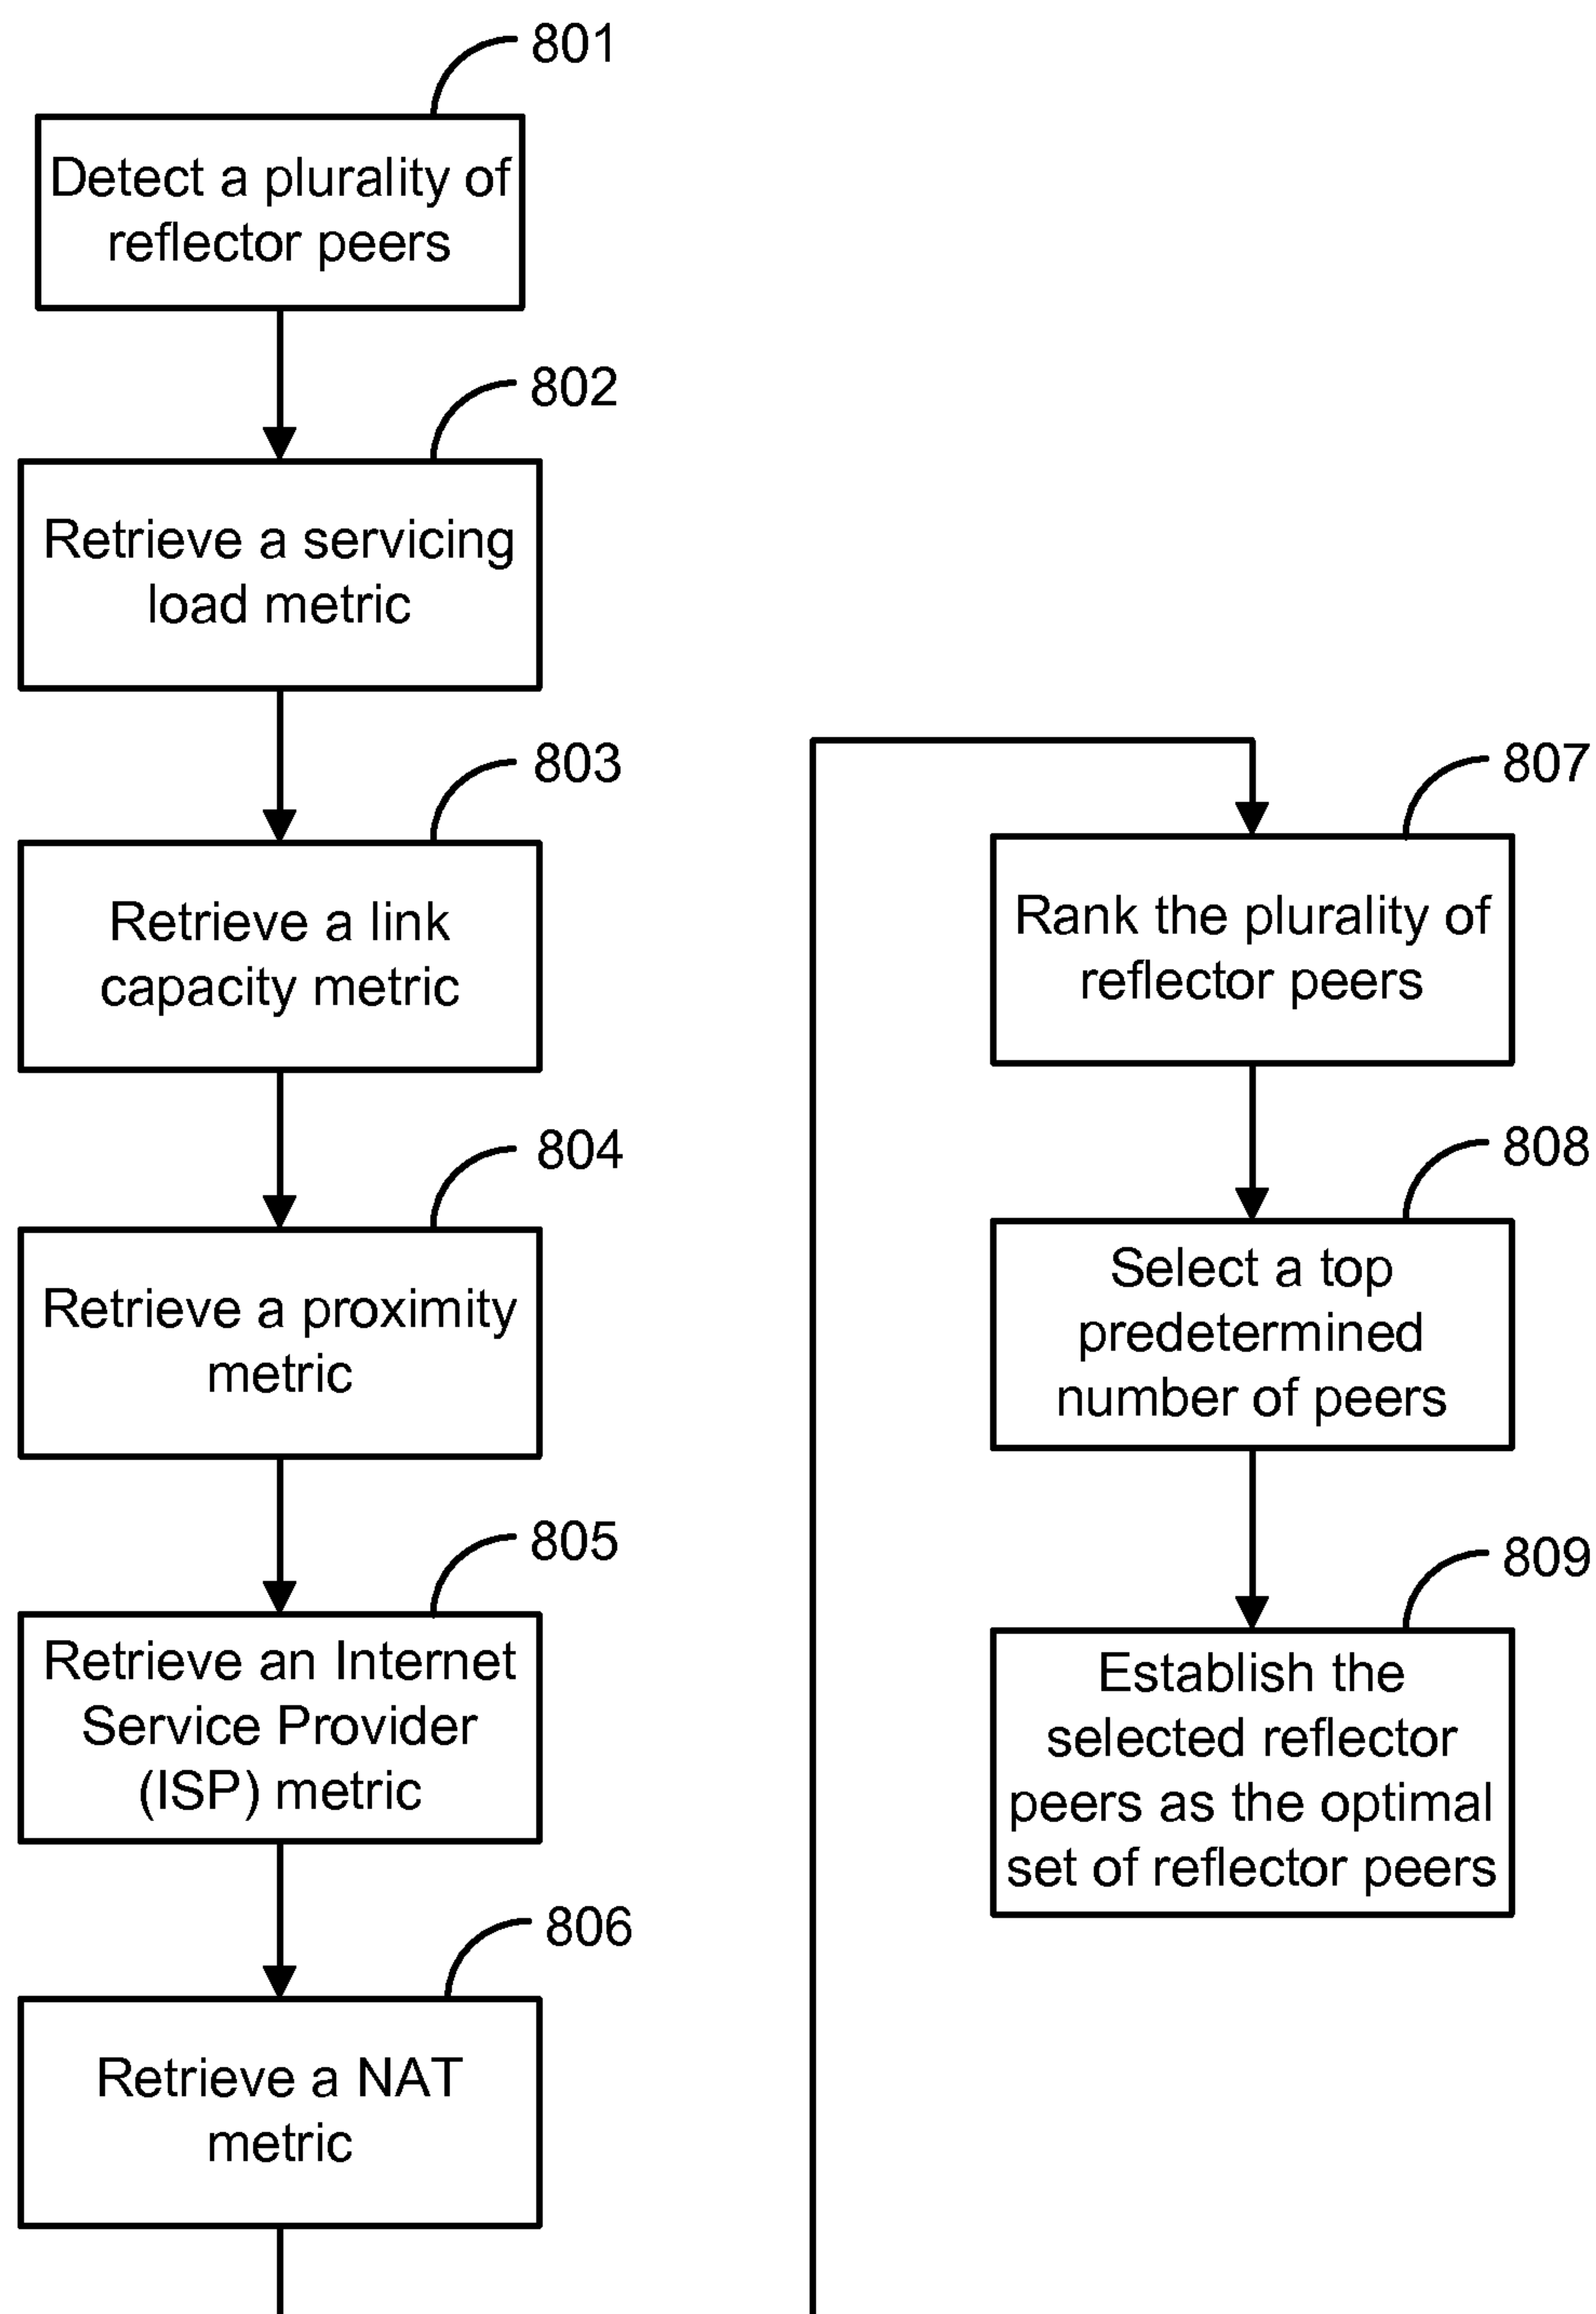 801
Detect a plurality of
reflector peers
802
Retrieve a servicing
load metric
803
Retrieve a link
capacity metric
804
Retrieve a proximity
metric
805
Retrieve an Internet
Service Provider
(ISP) metric
806
Retrieve a NAT
metric
807
Rank the plurality of
reflector peers
808
Select a top
predetermined
number of peers
809
Establish the
selected reflector
peers as the optimal
set of reflector peers